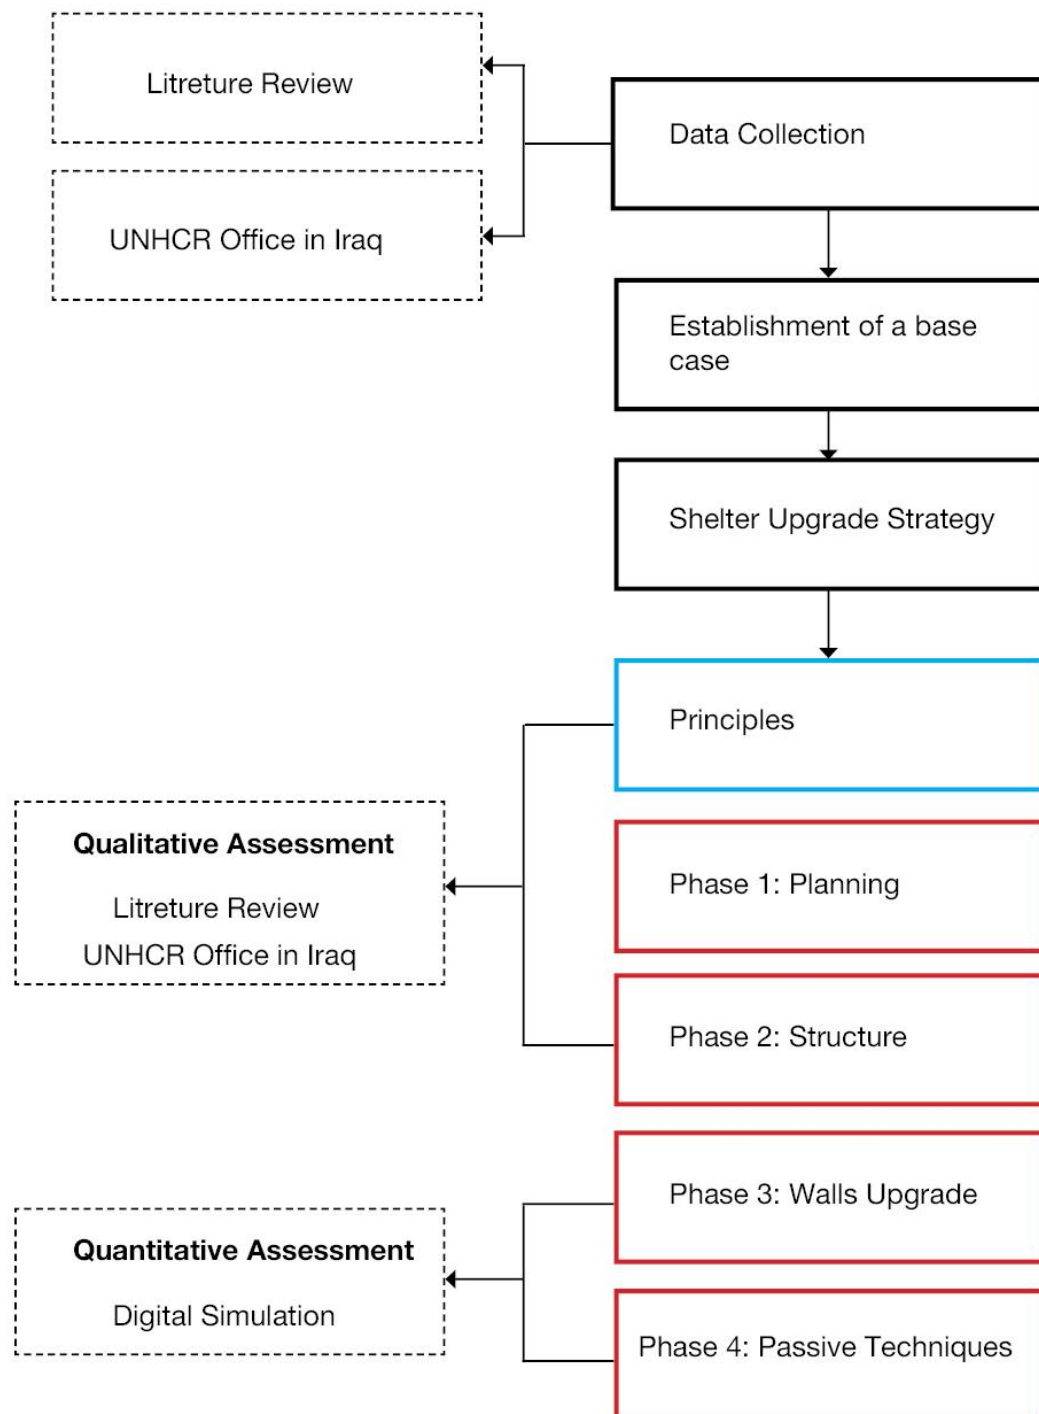 Litreture Review
Data Collection
UNHCR Office in Iraq
Establishment of a base
case
Shelter Upgrade Strategy
Principles
Qualitative Assessment
Litreture Review
UNHCR Office in Iraq
Phase 1: Planning
Phase 2: Structure
Phase 3: Walls Upgrade
Quantitative Assessment
Digital Simulation
Phase 4: Passive Techniques